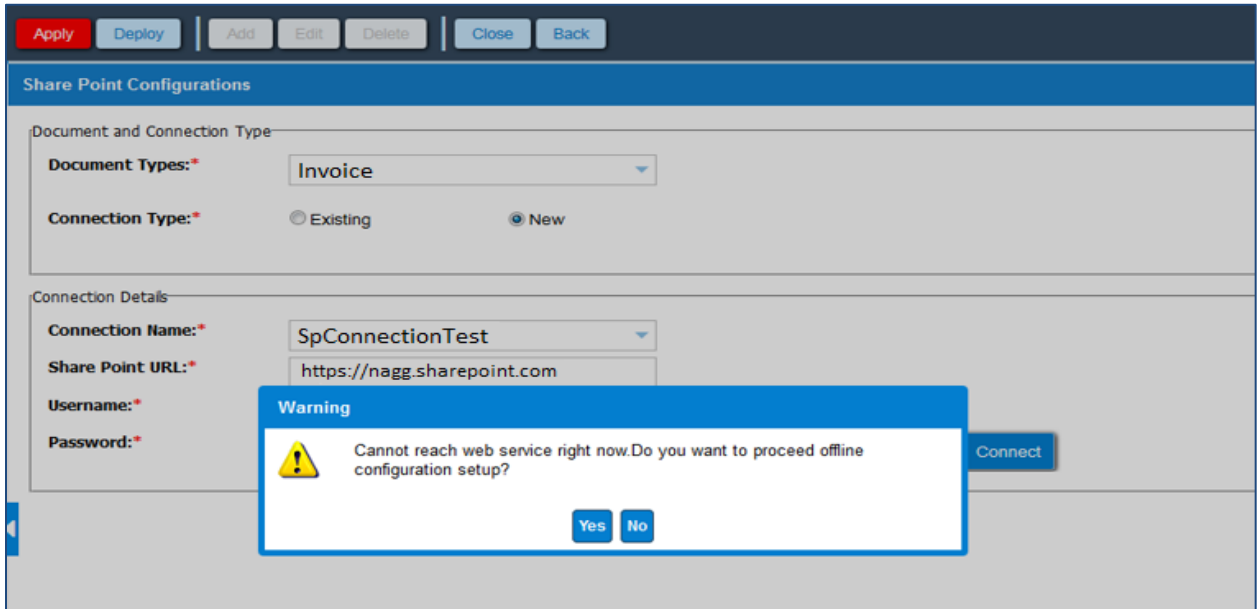 Apply Deploy Add Edit Delete Close Back
Share Point Configurations
Document and Connection Type
Document Types:* Invoice
Connection Type:* Existing New
Connection Details
Connection Name:* SpConnectionTest
Share Point URL:* https://nagg.sharepoint.com
Username:*
Password:*
Connect
Warning
Cannot reach web service right now.Do you want to proceed offline
configuration setup?
Yes No